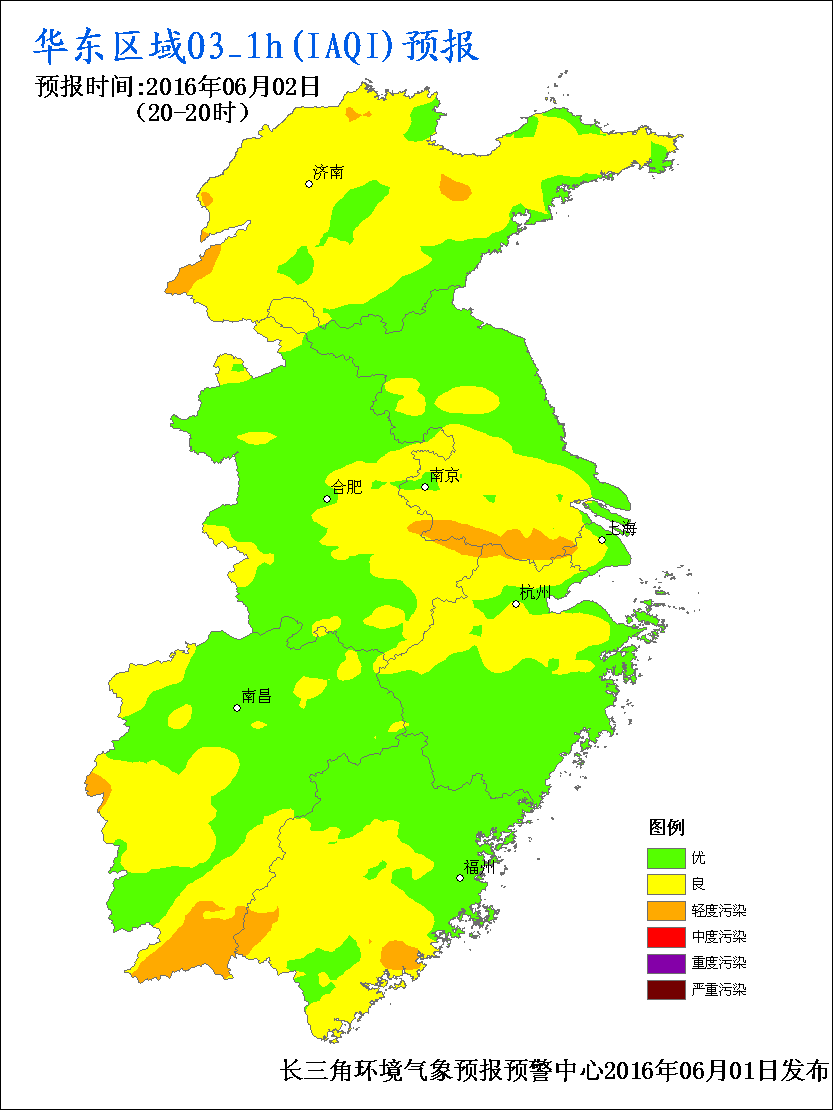 华东区域O3_1h(IAQI)预报
预报时间:2016年06月02日
(20-20时)
济南
南京
合肥
上海
杭州
南昌
福州
图例
优
良
轻度污染
中度污染
重度污染
严重污染
长三角环境气象预报预警中心2016年06月01日发布